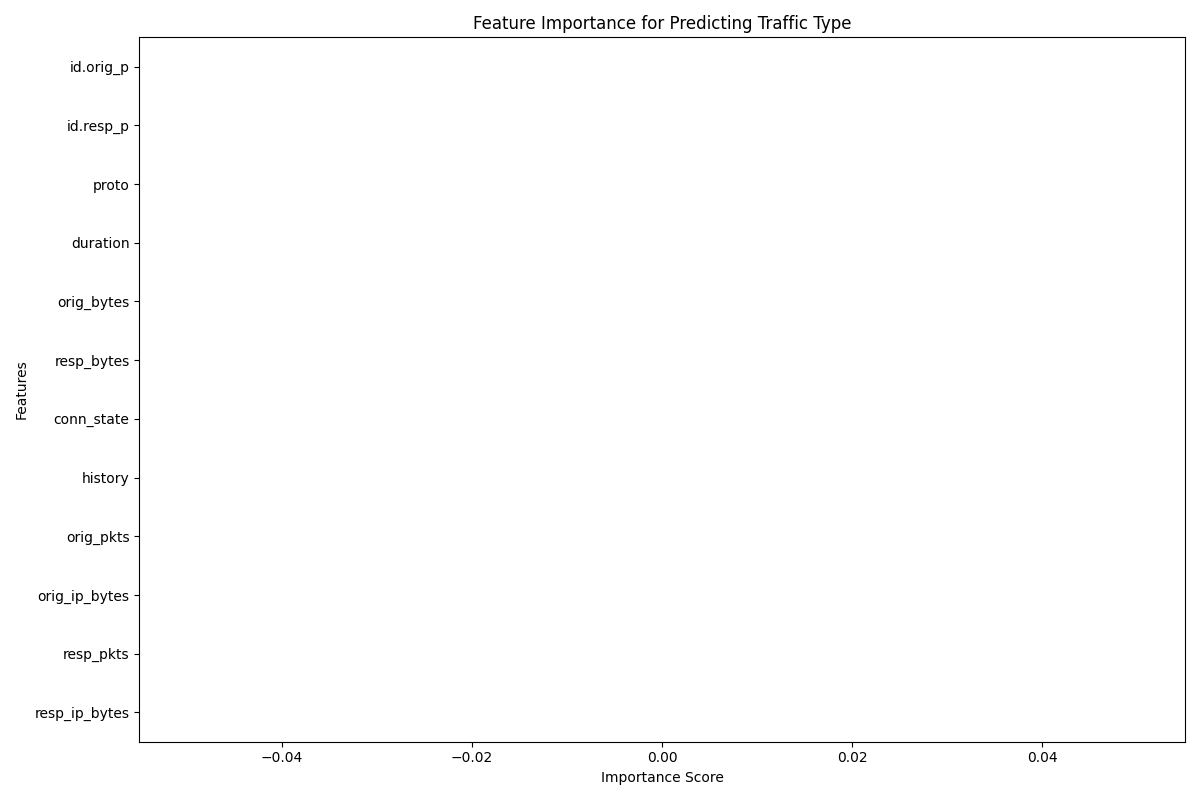 Feature Importance for Predicting Traffic Type
id.orig_p
id.resp_p
proto
duration
orig_bytes
resp_bytes
conn_state
history
orig_pkts
orig_ip_bytes
resp_pkts
resp_ip_bytes
Features
−0.04 −0.02 0.00 0.02 0.04
Importance Score